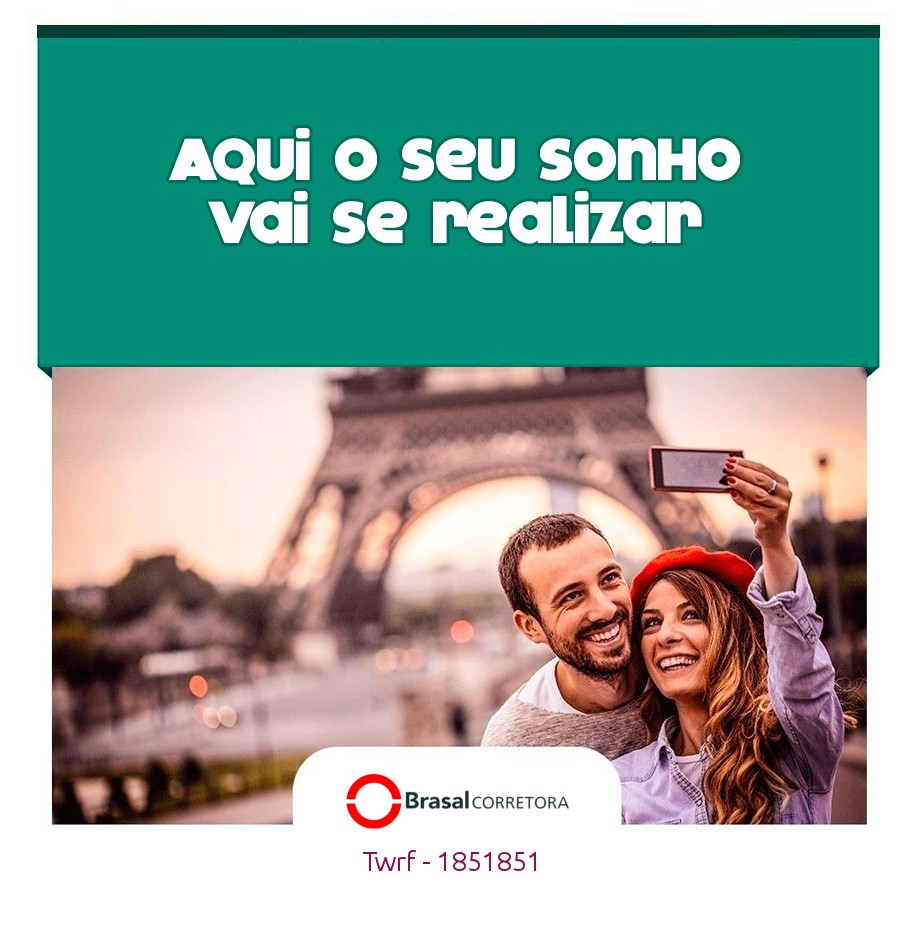 Aqui o seu sonho
vai se realizar
Brasal CORRETORA
Twrf - 1851851